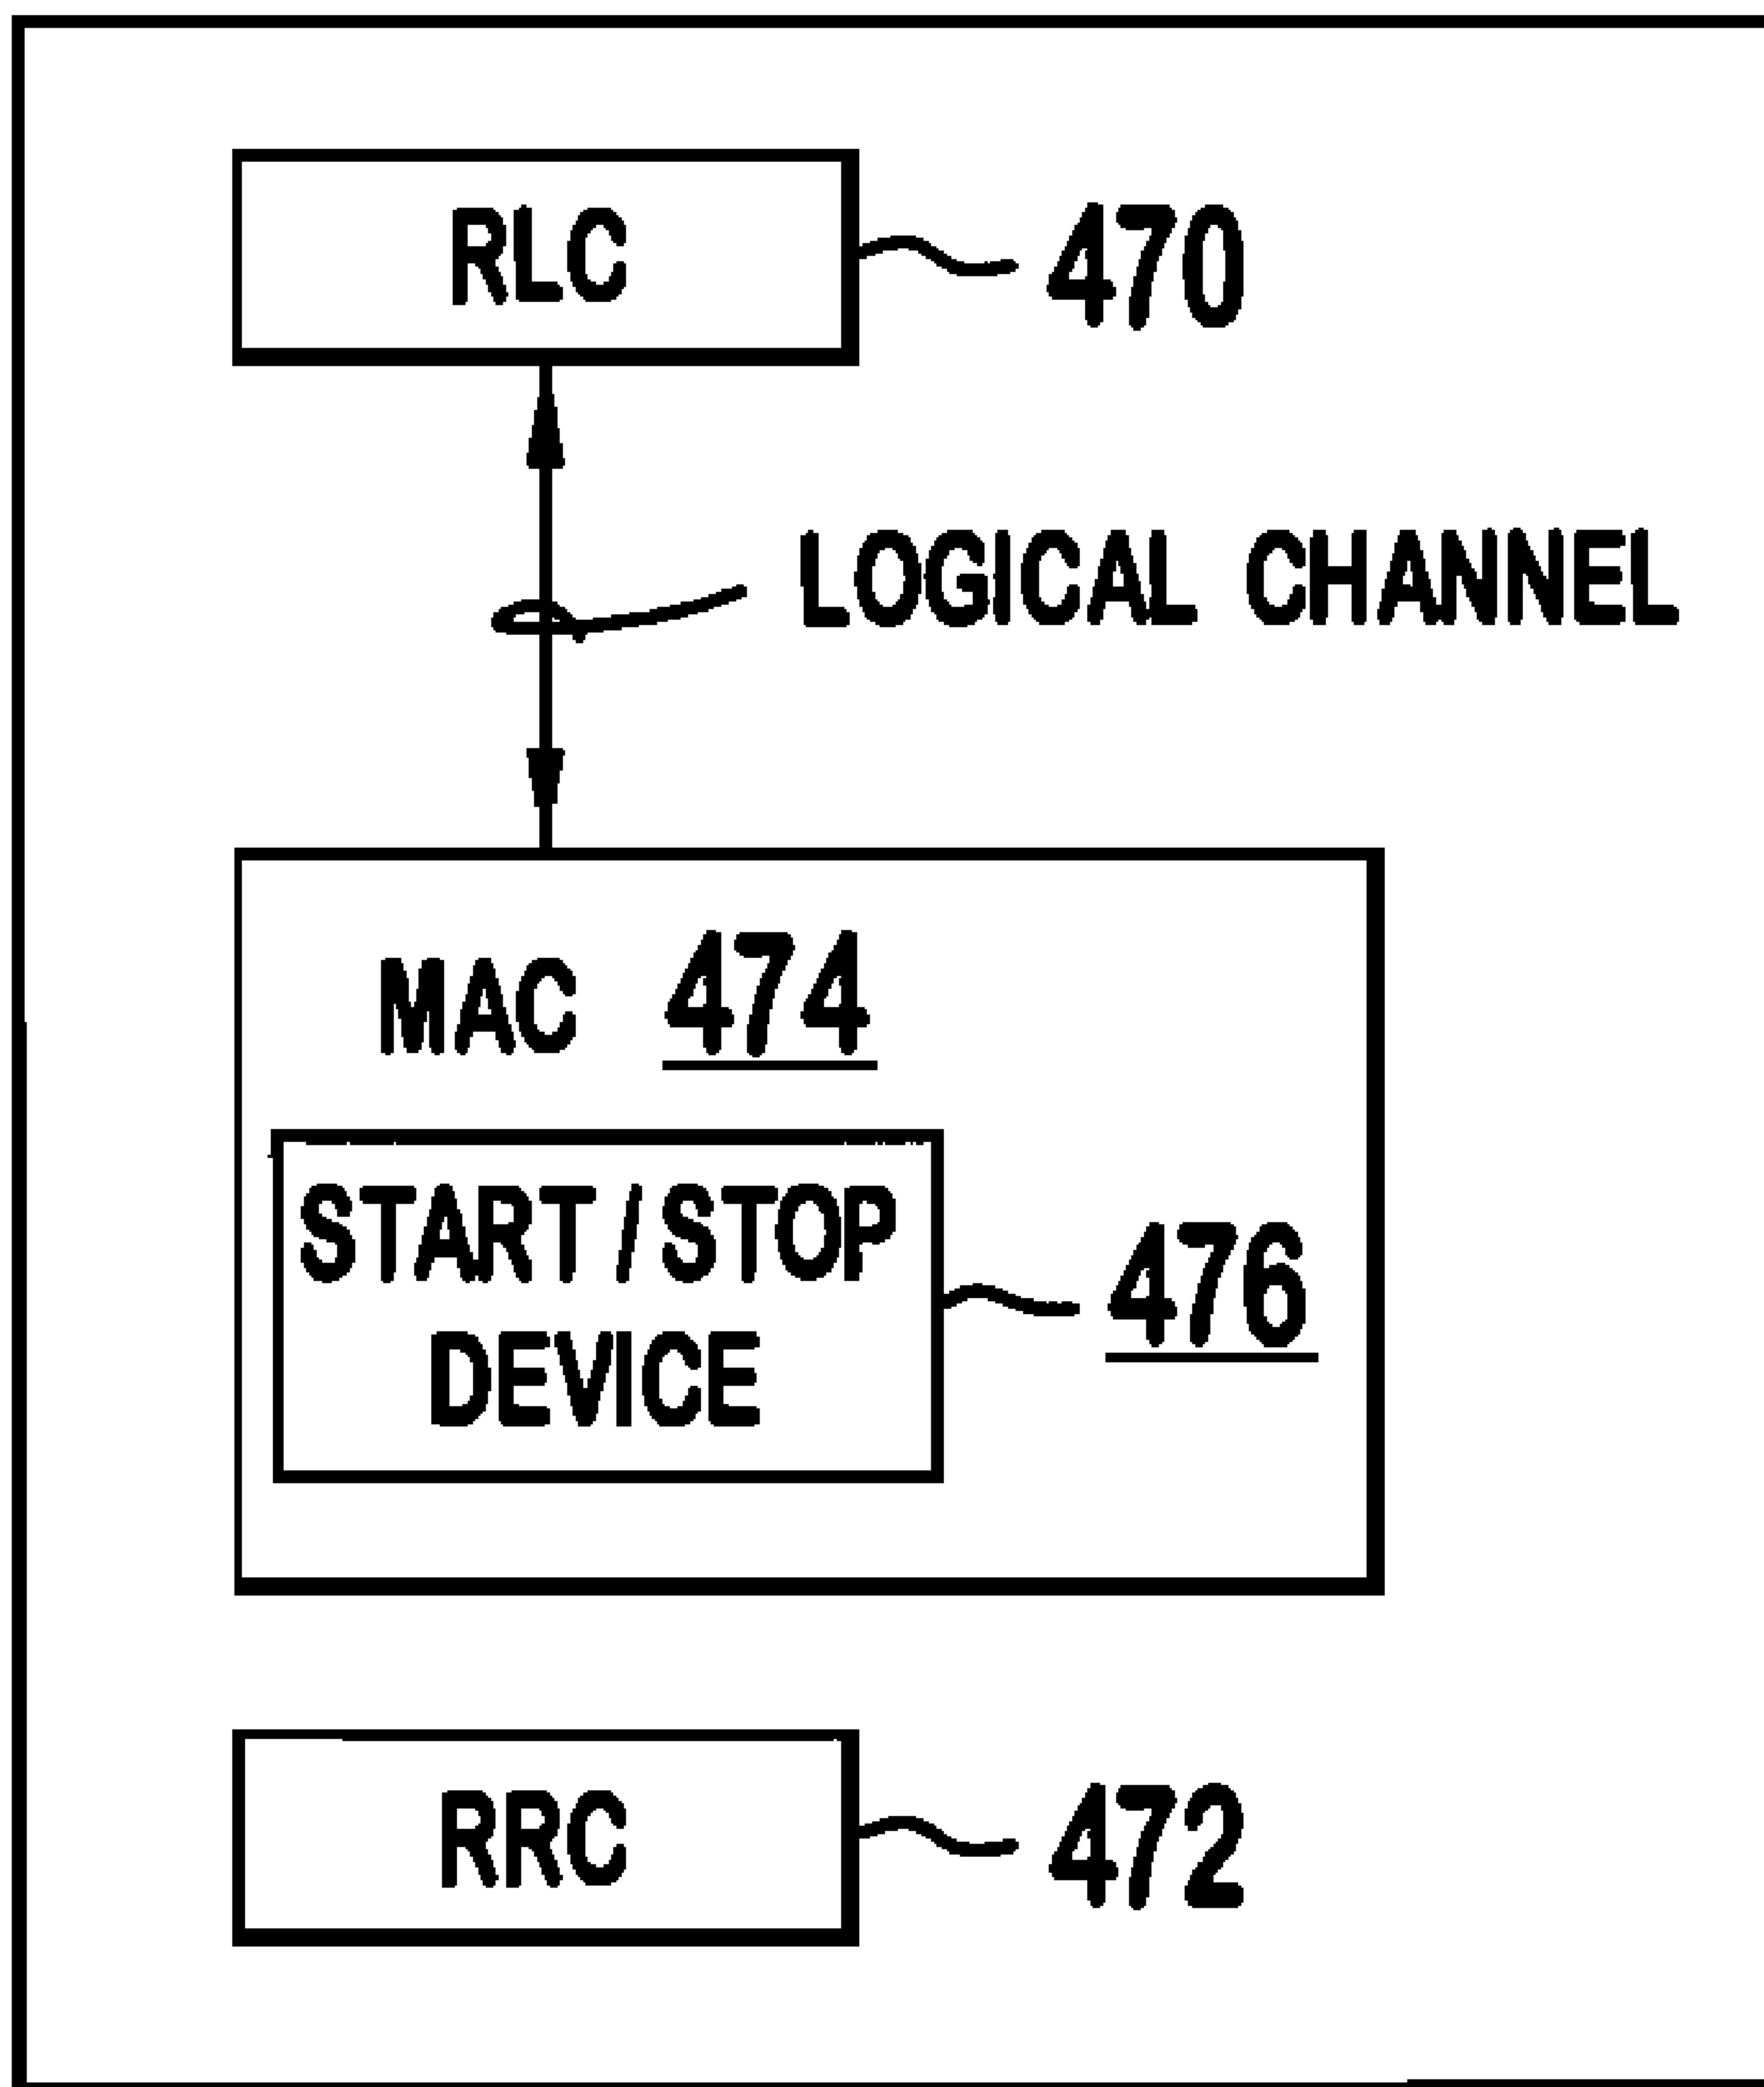 RLC 470
LOGICAL CHANNEL
MAC 474
START/STOP
DEVICE
476
RRC 472